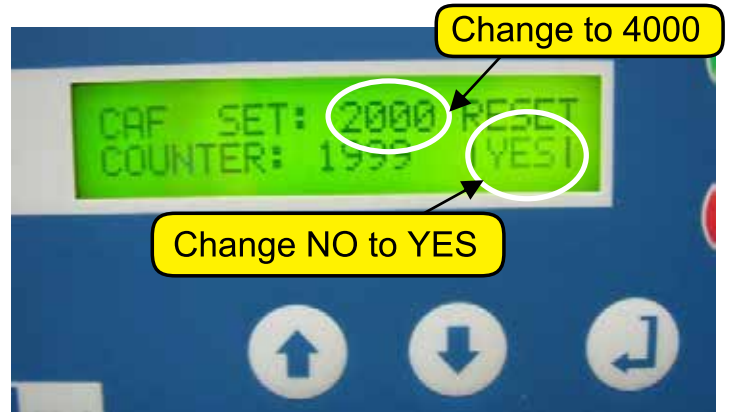 Change to 4000
CAF SET: 2000 RESET
COUNTER: 1999 |YES|
Change NO to YES